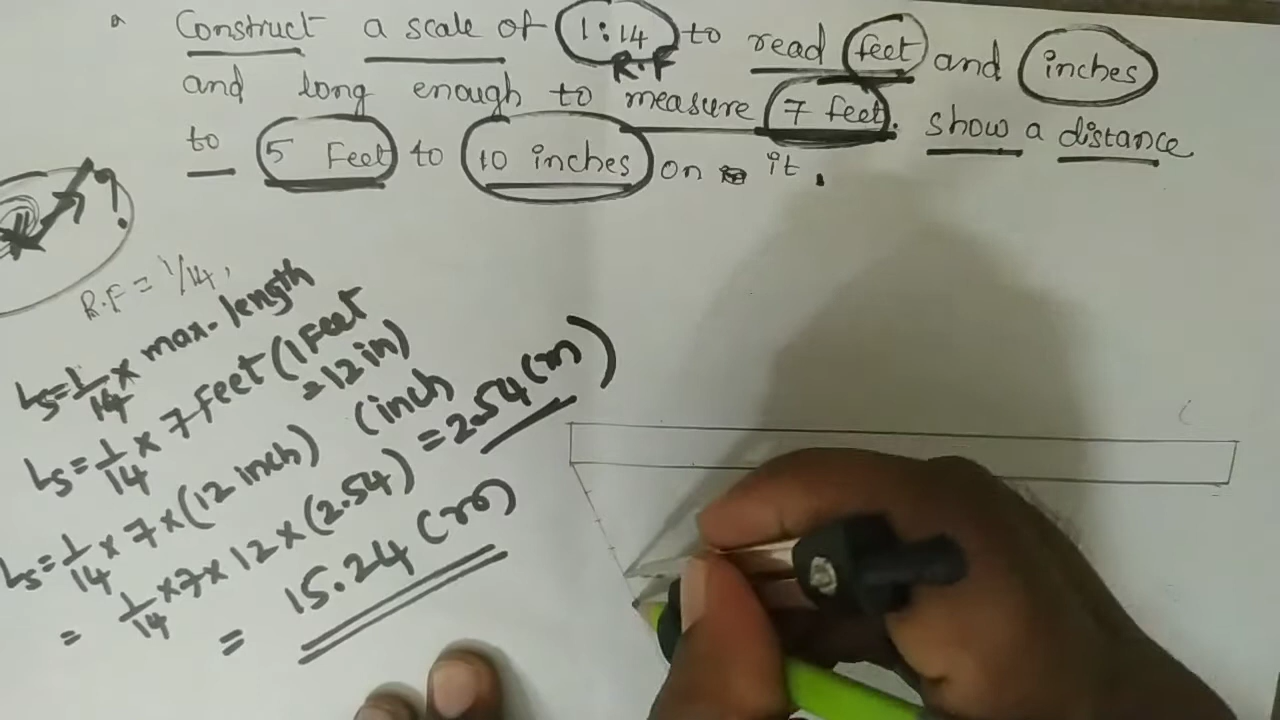 Construct a scale of 1:14 to read feet and inches
R.F
and long enough to measure 7 feet. show a distance
to 5 Feet to 10 inches on it.
R.F = 1/14,
Ls = 1/14 × max. length
Ls = 1/14 × 7 Feet (1 Feet
= 12 in)
Ls = 1/14 × 7 × (12 inch) (inch
= 2.54 cm)
= 1/14 × 7 × 12 × (2.54)
= 15.24 cm